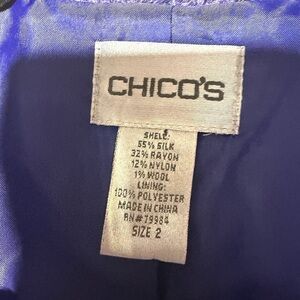 CHICO'S
SHELL:
55% SILK
32% RAYON
12% NYLON
1% WOOL
LINING:
100% POLYESTER
MADE IN CHINA
RN#79984
SIZE 2